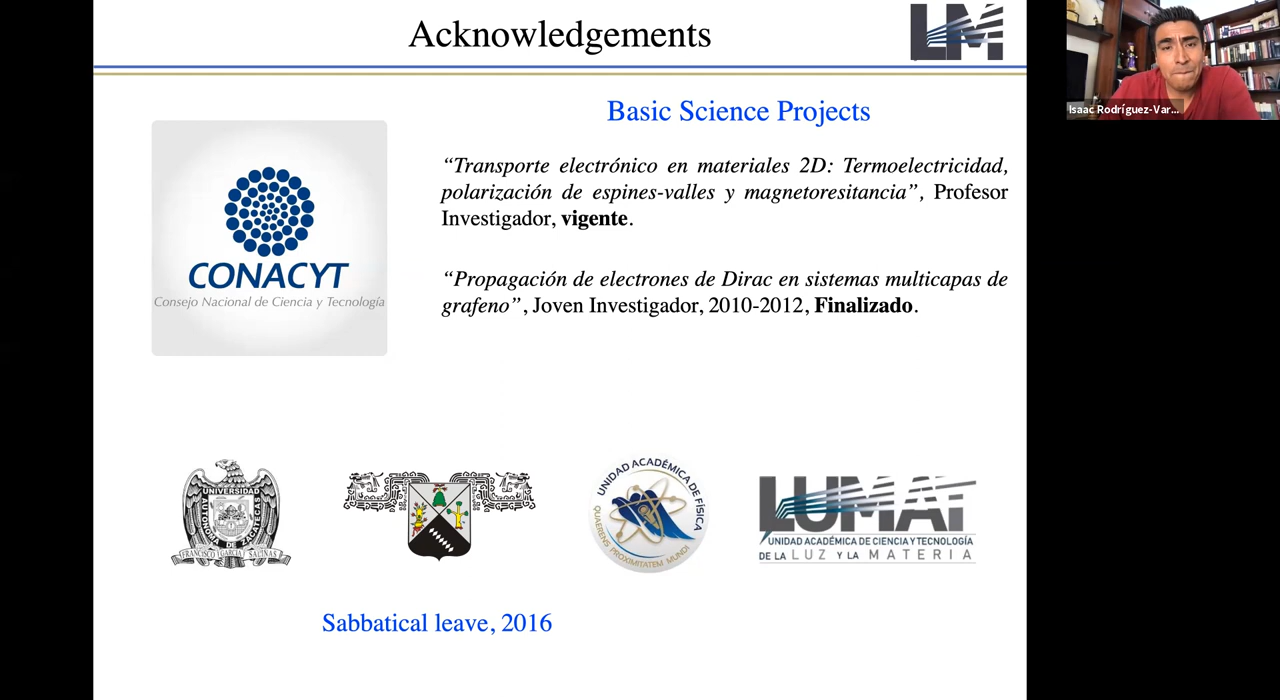 Acknowledgements
LM
Isaac Rodríguez-Var...
Basic Science Projects
“Transporte electrónico en materiales 2D: Termoelectricidad,
polarización de espines-valles y magnetoresitancia”, Profesor
Investigador, vigente.
“Propagación de electrones de Dirac en sistemas multicapas de
grafeno”, Joven Investigador, 2010-2012, Finalizado.
CONACYT
Consejo Nacional de Ciencia y Tecnología
UNIVERSIDAD
AUTONOMA DE ZACATECAS
FRANCISCO GARCIA SALINAS
UNIDAD ACADÉMICA DE FÍSICA
QUAERENS PROXIMITATEM MUNDI
LUMAT
UNIDAD ACADÉMICA DE CIENCIA Y TECNOLOGÍA
DE LA LUZ Y LA MATERIA
Sabbatical leave, 2016